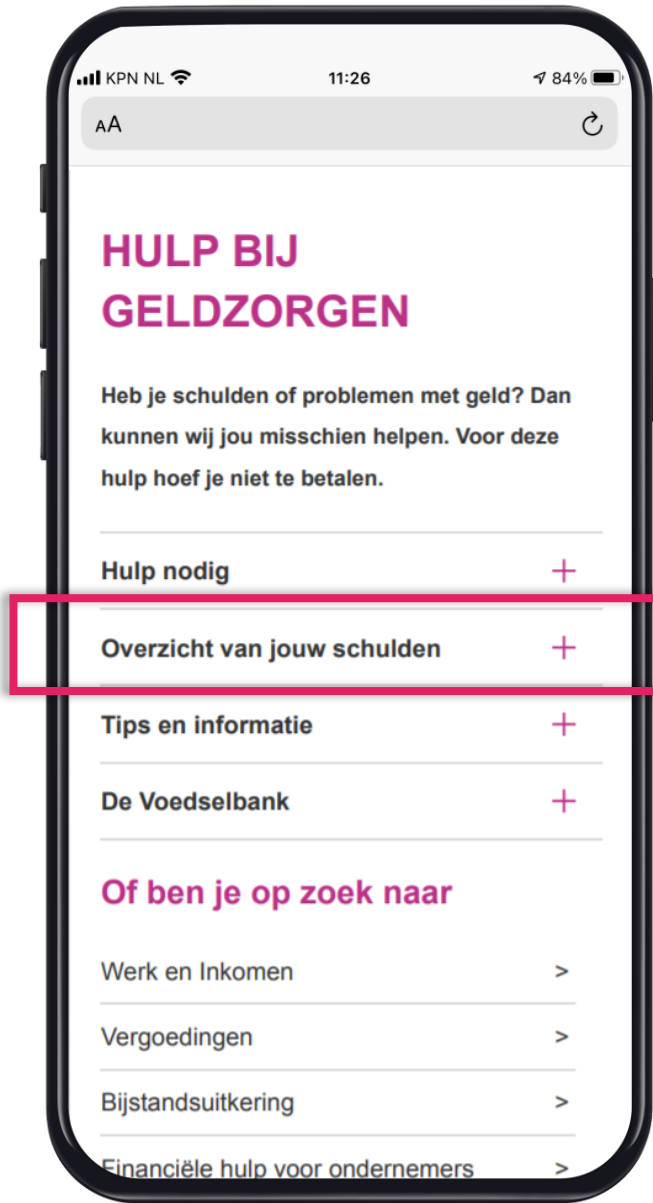 KPN NL 11:26 84%
AA
HULP BIJ
GELDZORGEN
Heb je schulden of problemen met geld? Dan
kunnen wij jou misschien helpen. Voor deze
hulp hoef je niet te betalen.
Hulp nodig +
Overzicht van jouw schulden +
Tips en informatie +
De Voedselbank +
Of ben je op zoek naar
Werk en Inkomen >
Vergoedingen >
Bijstandsuitkering >
Financiële hulp voor ondernemers >